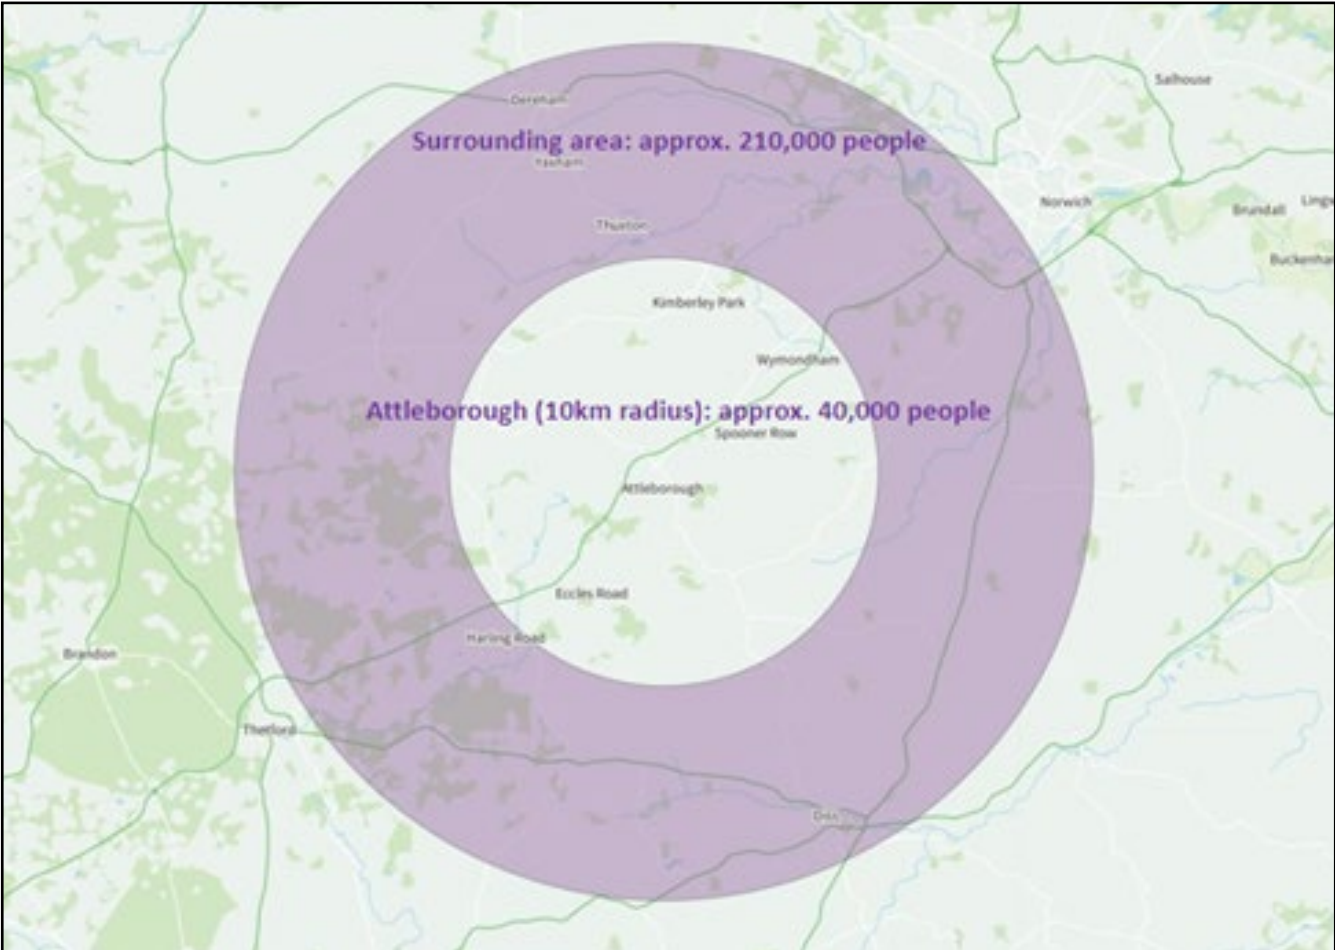 Salhouse
Dereham
Surrounding area: approx. 210,000 people
Yaxham
Norwich
Brundall
Thuxton
Buckenha
Kimberley Park
Wymondham
Attleborough (10km radius): approx. 40,000 people
Spooner Row
Attleborough
Eccles Road
Harling Road
Brandon
Thetford
Diss